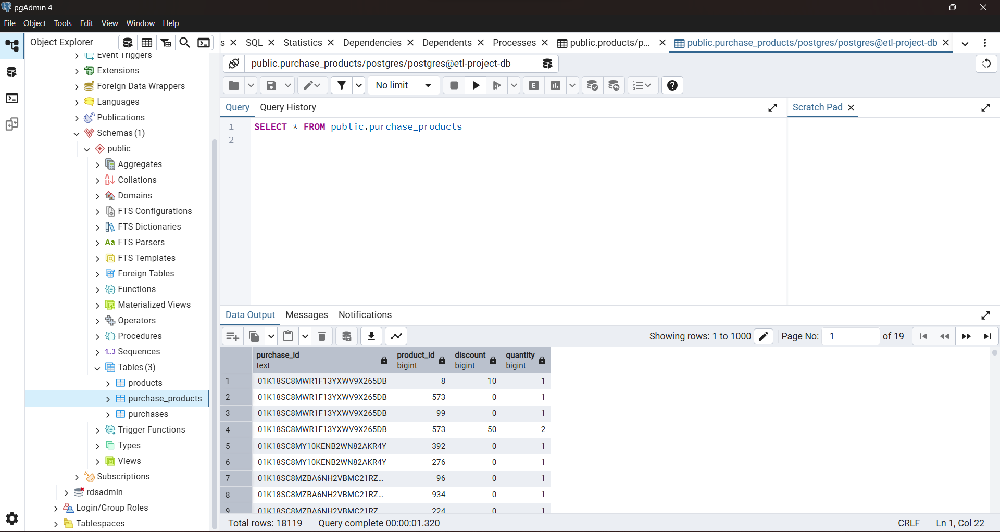 pgAdmin 4
File Object Tools Edit View Window Help
Object Explorer
s SQL Statistics Dependencies Dependents Processes public.products/p... public.purchase_products/postgres/postgres@etl-project-db
Event Triggers
Extensions
Foreign Data Wrappers
Languages
Publications
Schemas (1)
public
Aggregates
Collations
Domains
FTS Configurations
FTS Dictionaries
Aa FTS Parsers
FTS Templates
Foreign Tables
Functions
Materialized Views
Operators
Procedures
1..3 Sequences
Tables (3)
products
purchase_products
purchases
Trigger Functions
Types
Views
Subscriptions
rdsadmin
Login/Group Roles
Tablespaces
public.purchase_products/postgres/postgres@etl-project-db
No limit E
Query Query History
Scratch Pad
1 SELECT * FROM public.purchase_products
2
Data Output Messages Notifications
Showing rows: 1 to 1000 Page No: 1 of 19
purchase_id product_id discount quantity
text bigint bigint bigint
1 01K18SC8MWR1F13YXWV9X265DB 8 10 1
2 01K18SC8MWR1F13YXWV9X265DB 573 0 1
3 01K18SC8MWR1F13YXWV9X265DB 99 0 1
4 01K18SC8MWR1F13YXWV9X265DB 573 50 2
5 01K18SC8MY10KENB2WN82AKR4Y 392 0 1
6 01K18SC8MY10KENB2WN82AKR4Y 276 0 1
7 01K18SC8MZBA6NH2VBMC21RZ... 96 0 1
8 01K18SC8MZBA6NH2VBMC21RZ... 934 0 1
9 01K18SC8MZBA6NH2VBMC21RZ... 224 0 1
Total rows: 18119 Query complete 00:00:01.320 CRLF Ln 1, Col 22